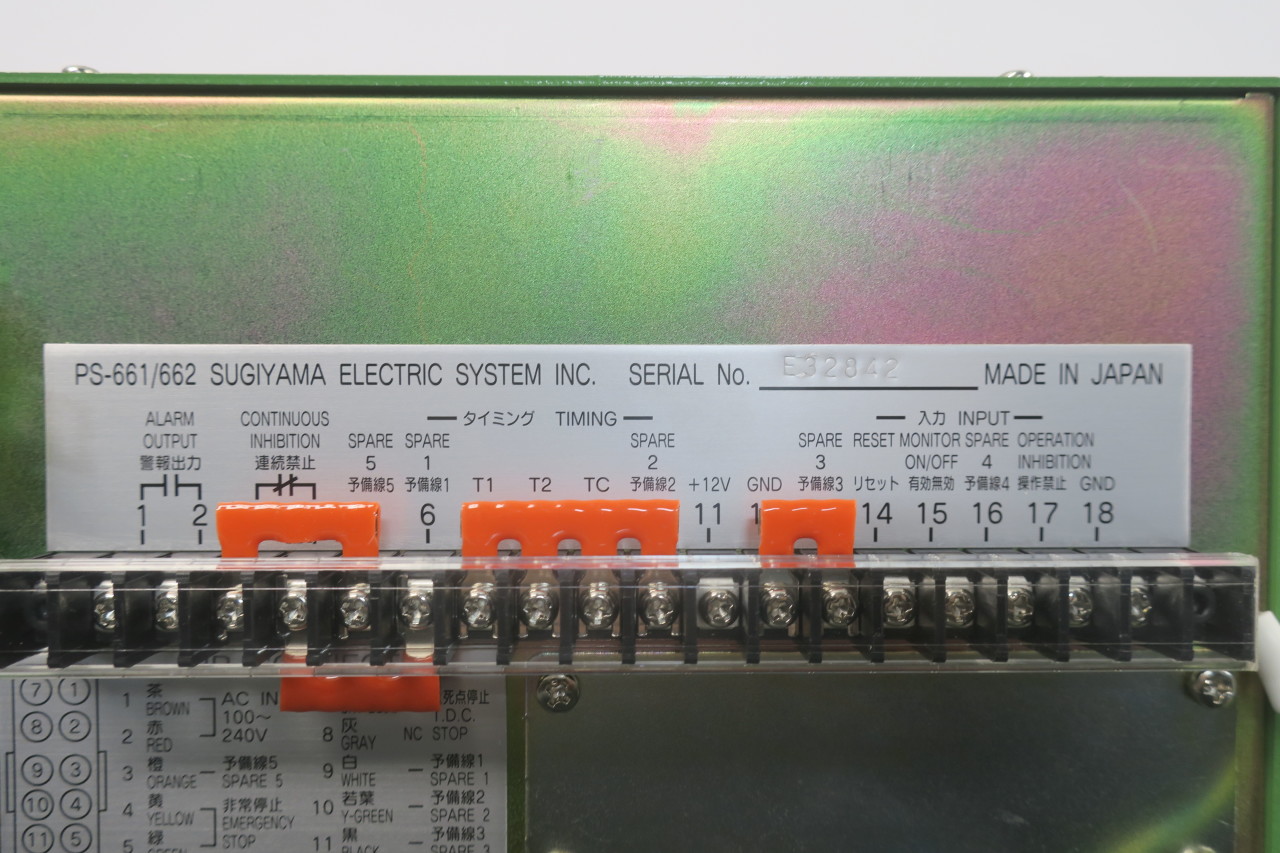 PS-661/662 SUGIYAMA ELECTRIC SYSTEM INC. SERIAL No. E32842 MADE IN JAPAN
ALARM CONTINUOUS タイミング TIMING 入力 INPUT
OUTPUT INHIBITION SPARE SPARE SPARE SPARE RESET MONITOR SPARE OPERATION
警報出力 連続禁止 5 1 2 3 ON/OFF 4 INHIBITION
予備線5 予備線1 T1 T2 TC 予備線2 +12V GND 予備線3 リセット 有効無効 予備線4 操作禁止 GND
1 2 6 11 14 15 16 17 18
7 1 1 茶 BROWN AC IN 死点停止
100~ T.D.C.
8 2 2 赤 RED 240V 8 灰 GRAY NC STOP
9 3 3 橙 ORANGE 予備線5 SPARE 5 9 白 WHITE 予備線1 SPARE 1
10 4 4 黄 YELLOW 非常停止 EMERGENCY 10 若葉 Y-GREEN 予備線2 SPARE 2
11 5 5 緑 GREEN STOP 11 黒 BLACK 予備線3 SPARE 3